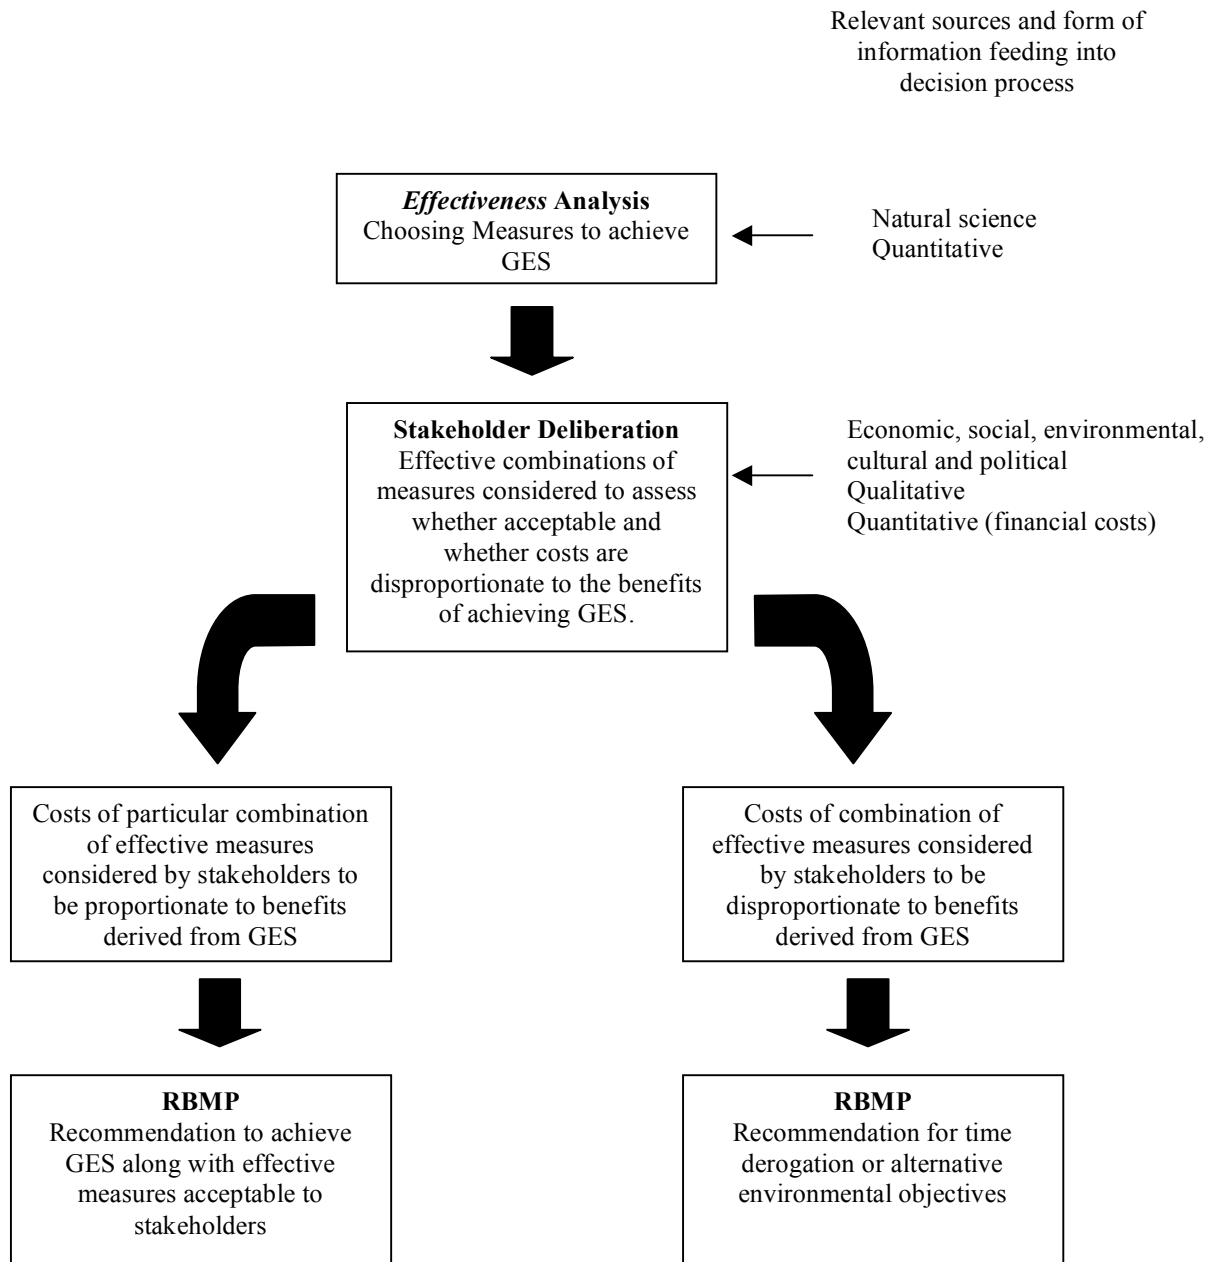 Relevant sources and form of
information feeding into
decision process
Effectiveness Analysis
Choosing Measures to achieve
GES
Natural science
Quantitative
Stakeholder Deliberation
Effective combinations of
measures considered to assess
whether acceptable and
whether costs are
disproportionate to the benefits
of achieving GES.
Economic, social, environmental,
cultural and political
Qualitative
Quantitative (financial costs)
Costs of particular combination
of effective measures
considered by stakeholders to
be proportionate to benefits
derived from GES
Costs of combination of
effective measures considered
by stakeholders to be
disproportionate to benefits
derived from GES
RBMP
Recommendation to achieve
GES along with effective
measures acceptable to
stakeholders
RBMP
Recommendation for time
derogation or alternative
environmental objectives